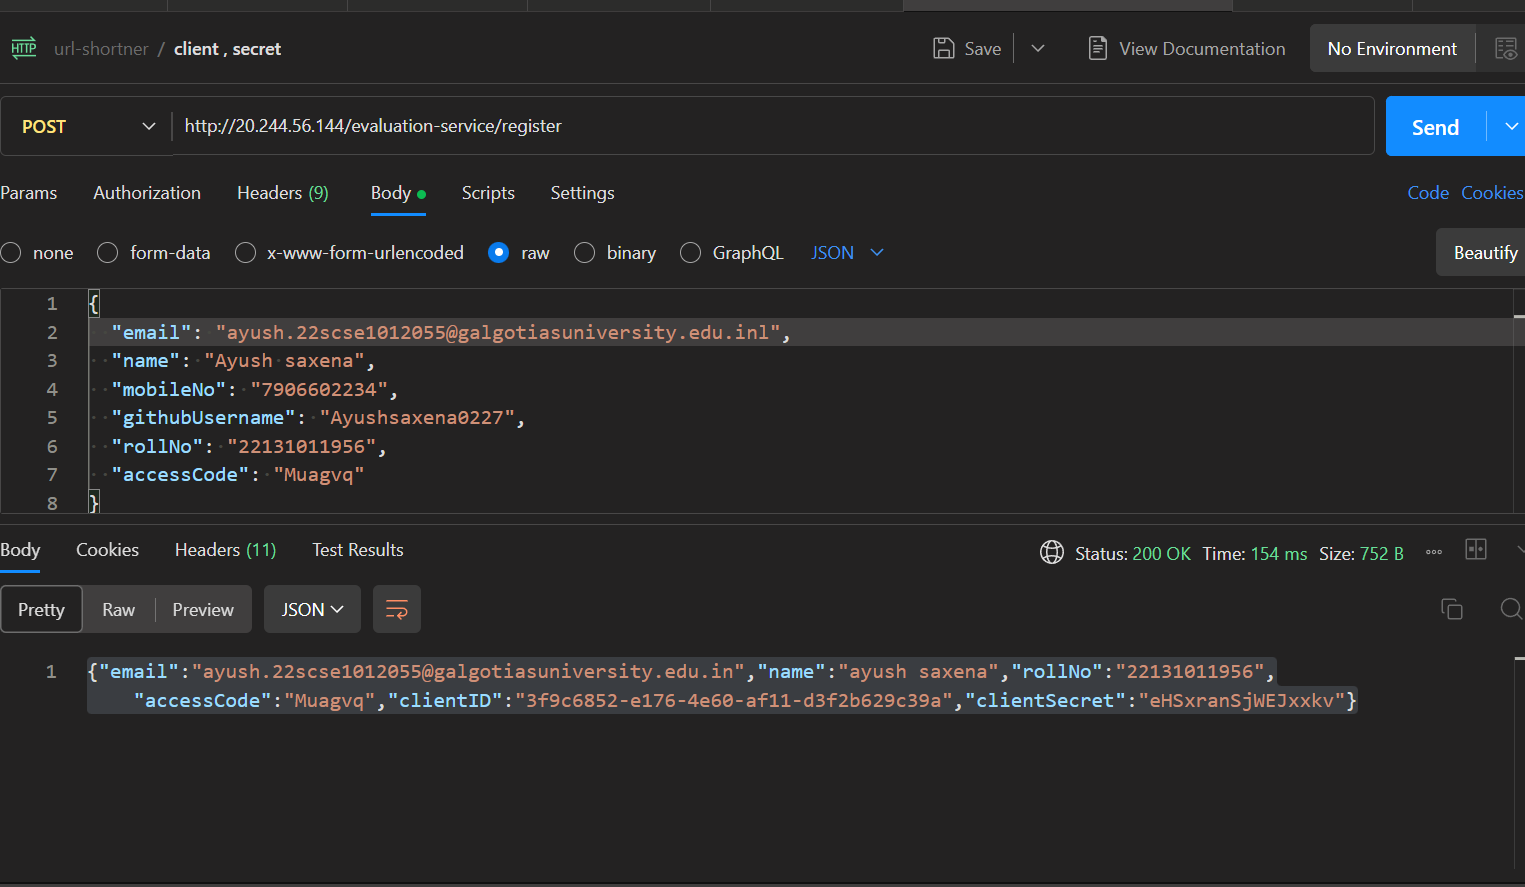 HTTP url-shortner / client , secret Save View Documentation No Environment
POST http://20.244.56.144/evaluation-service/register Send
Params Authorization Headers (9) Body Scripts Settings Code Cookies
none form-data x-www-form-urlencoded raw binary GraphQL JSON Beautify
1 {
2 "email": "ayush.22scse1012055@galgotiasuniversity.edu.inl",
3 "name": "Ayush saxena",
4 "mobileNo": "7906602234",
5 "githubUsername": "Ayushsaxena0227",
6 "rollNo": "22131011956",
7 "accessCode": "Muagvq"
8 }
Body Cookies Headers (11) Test Results Status: 200 OK Time: 154 ms Size: 752 B
Pretty Raw Preview JSON
1 {"email":"ayush.22scse1012055@galgotiasuniversity.edu.in","name":"ayush saxena","rollNo":"22131011956",
"accessCode":"Muagvq","clientID":"3f9c6852-e176-4e60-af11-d3f2b629c39a","clientSecret":"eHSxranSjWEJxxkv"}